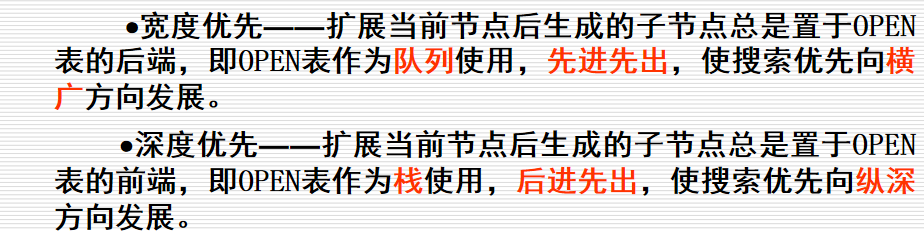 ●宽度优先——扩展当前节点后生成的子节点总是置于OPEN
表的后端，即OPEN表作为队列使用，先进先出，使搜索优先向横
广方向发展。
●深度优先——扩展当前节点后生成的子节点总是置于OPEN
表的前端，即OPEN表作为栈使用，后进先出，使搜索优先向纵深
方向发展。